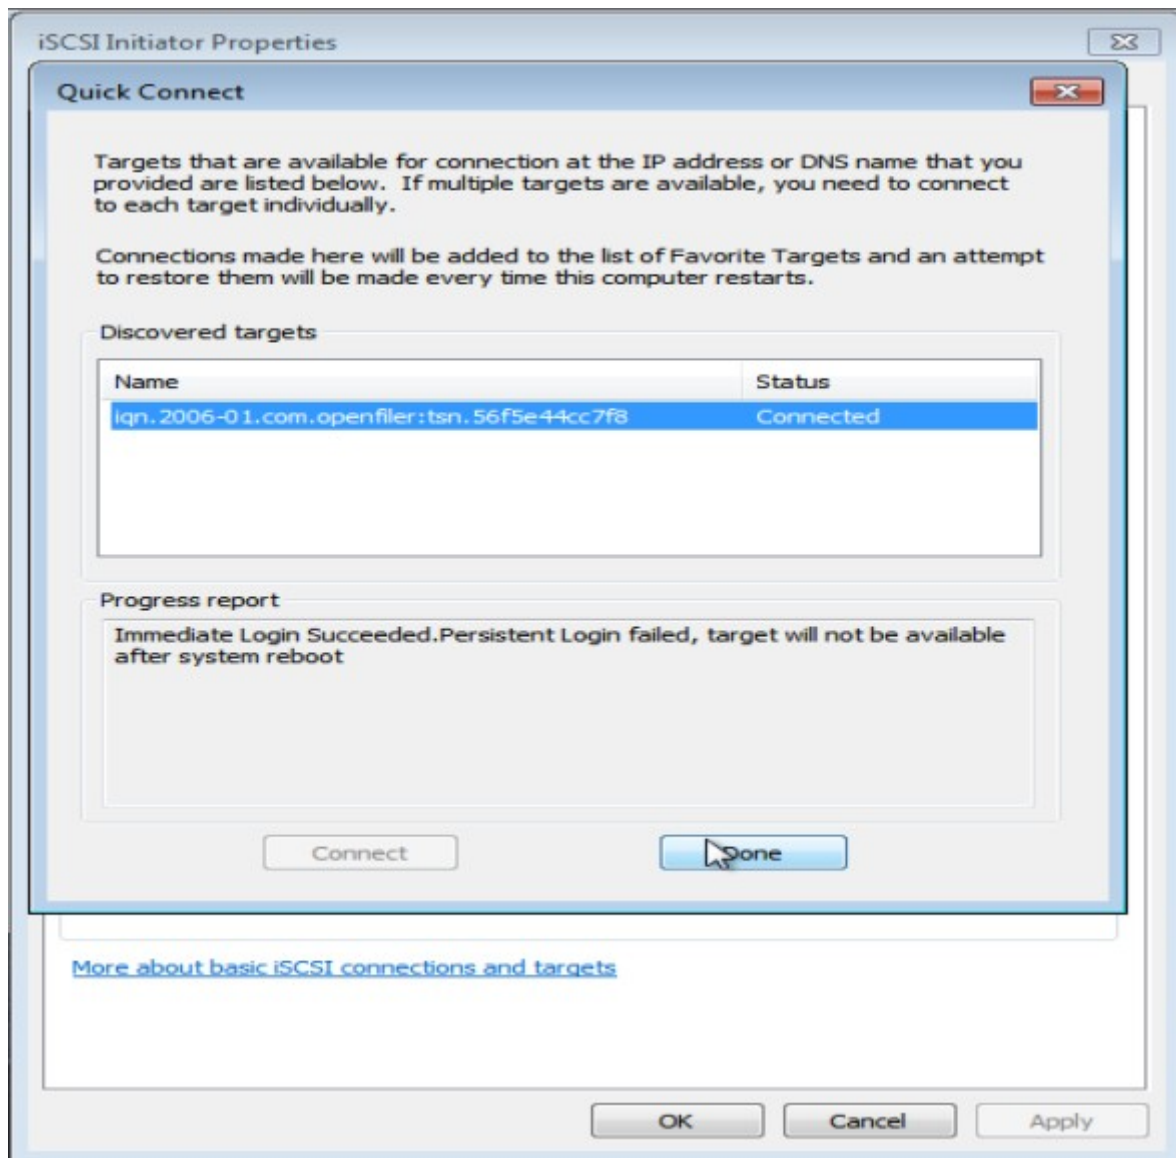 iSCSI Initiator Properties
Quick Connect
Targets that are available for connection at the IP address or DNS name that you
provided are listed below. If multiple targets are available, you need to connect
to each target individually.
Connections made here will be added to the list of Favorite Targets and an attempt
to restore them will be made every time this computer restarts.
Discovered targets
Name Status
iqn.2006-01.com.openfiler:tsn.56f5e44cc7f8 Connected
Progress report
Immediate Login Succeeded.Persistent Login failed, target will not be available
after system reboot
Connect Done
More about basic iSCSI connections and targets
OK Cancel Apply